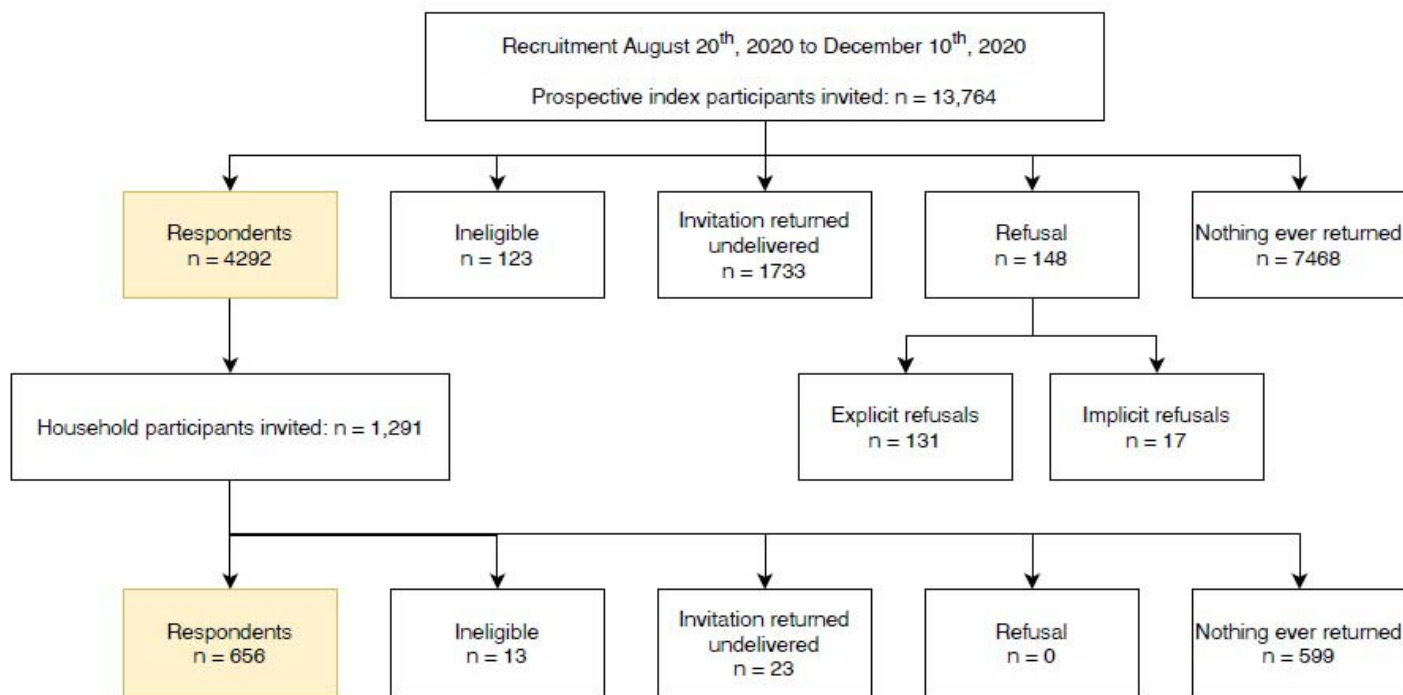 Recruitment August 20th, 2020 to December 10th, 2020
Prospective index participants invited: n = 13,764
Respondents
n = 4292
Ineligible
n = 123
Invitation returned
undelivered
n = 1733
Refusal
n = 148
Nothing ever returned
n = 7468
Household participants invited: n = 1,291
Explicit refusals
n = 131
Implicit refusals
n = 17
Respondents
n = 656
Ineligible
n = 13
Invitation returned
undelivered
n = 23
Refusal
n = 0
Nothing ever returned
n = 599